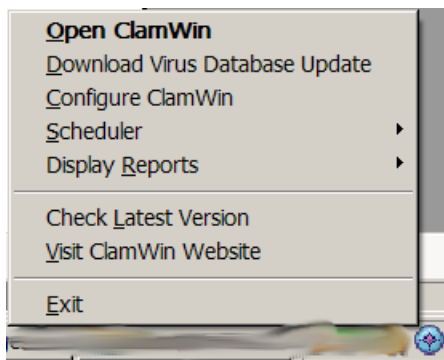 Open ClamWin
Download Virus Database Update
Configure ClamWin
Scheduler
Display Reports
Check Latest Version
Visit ClamWin Website
Exit